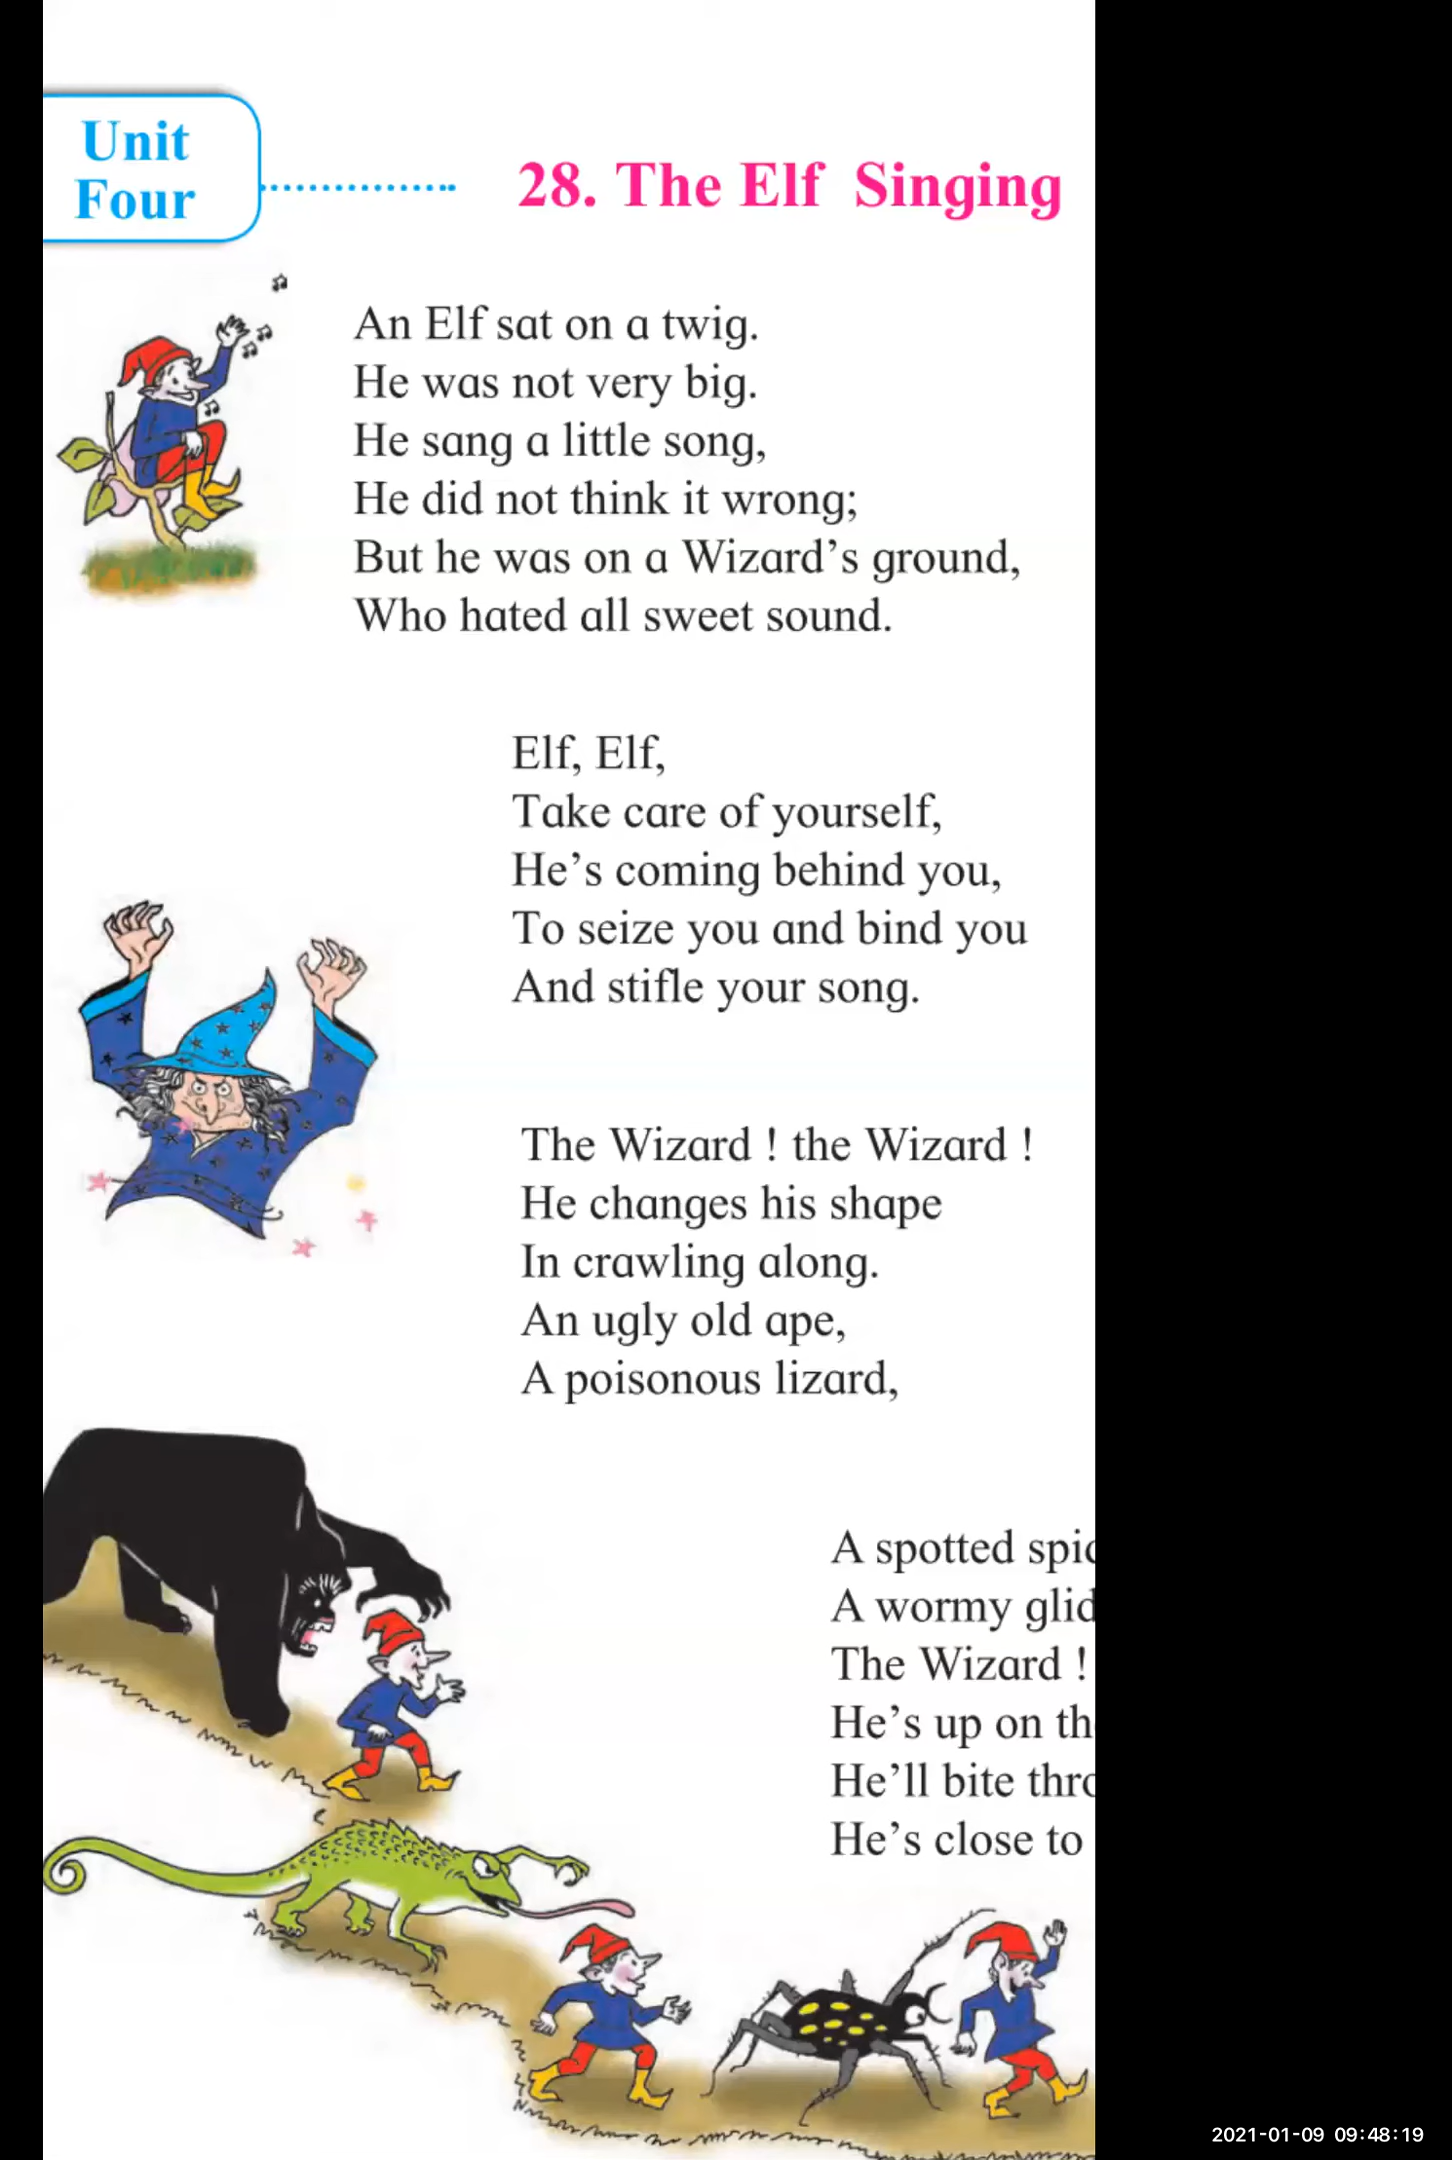 Unit
Four
28. The Elf Singing
An Elf sat on a twig.
He was not very big.
He sang a little song,
He did not think it wrong;
But he was on a Wizard’s ground,
Who hated all sweet sound.
Elf, Elf,
Take care of yourself,
He’s coming behind you,
To seize you and bind you
And stifle your song.
The Wizard ! the Wizard !
He changes his shape
In crawling along.
An ugly old ape,
A poisonous lizard,
A spotted
A wormy
The Wizard !
He’s up on
He’ll bite
He’s close to
2021-01-09 09:48:19